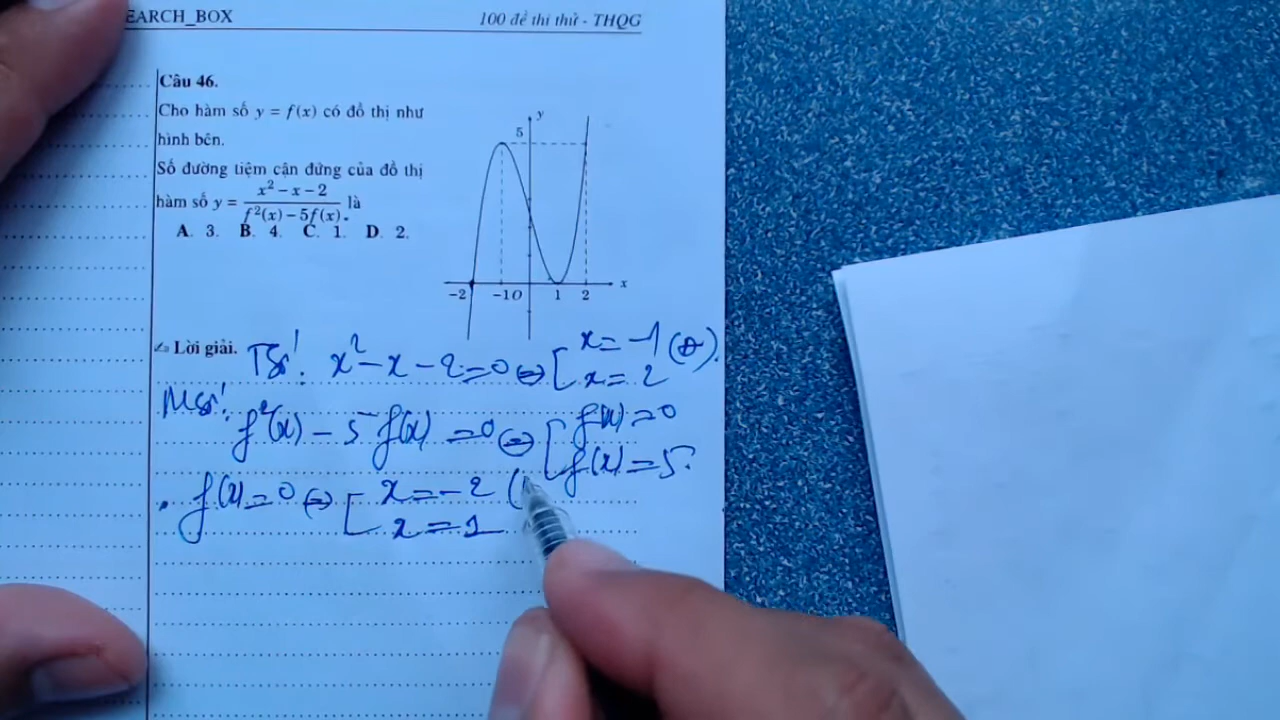 EARCH_BOX 100 đề thi thử - THQG
Câu 46.
Cho hàm số y = f(x) có đồ thị như
hình bên.
Số đường tiệm cận đứng của đồ thị
hàm số y = (x² − x − 2)/(f²(x) − 5f(x)) là
A. 3. B. 4. C. 1. D. 2.
y
5
−2 −1 O 1 2 x
Lời giải.
x² − x − 2 = 0 ⇔ [ x = −1
x = 2
f²(x) − 5f(x) = 0 ⇔ [ f(x) = 0
f(x) = 5.
. f(x) = 0 ⇔ [ x = −2 (
x = 1